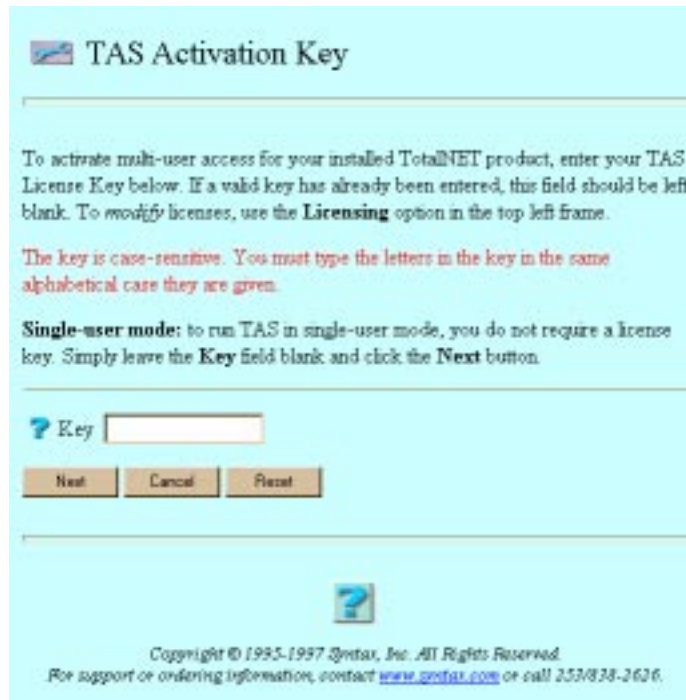 TAS Activation Key
To activate multi-user access for your installed TotalNET product, enter your TAS
License Key below. If a valid key has already been entered, this field should be left
blank. To modify licenses, use the Licensing option in the top left frame.
The key is case-sensitive. You must type the letters in the key in the same
alphabetical case they are given.
Single-user mode: to run TAS in single-user mode, you do not require a license
key. Simply leave the Key field blank and click the Next button.
? Key
Next Cancel Reset
?
Copyright © 1995-1997 Syntax, Inc. All Rights Reserved.
For support or ordering information, contact www.syntax.com or call 253/838-2626.